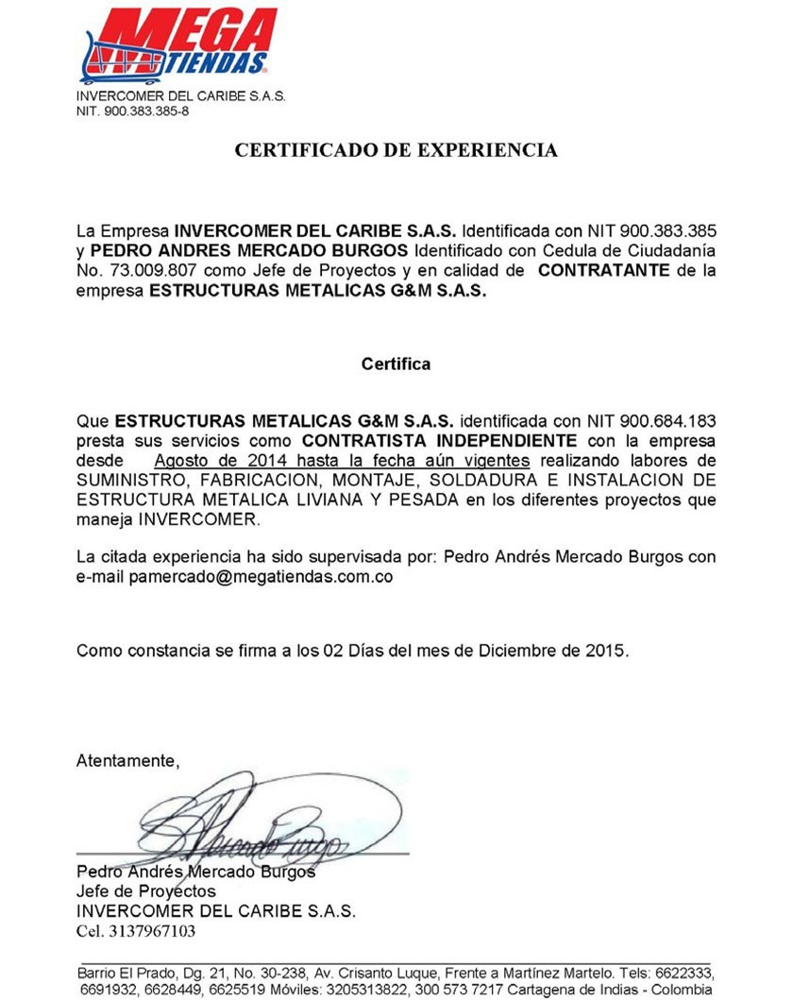 MEGA
TIENDAS
INVERCOMER DEL CARIBE S.A.S.
NIT. 900.383.385-8
CERTIFICADO DE EXPERIENCIA
La Empresa INVERCOMER DEL CARIBE S.A.S. Identificada con NIT 900.383.385
y PEDRO ANDRES MERCADO BURGOS Identificado con Cedula de Ciudadanía
No. 73.009.807 como Jefe de Proyectos y en calidad de CONTRATANTE de la
empresa ESTRUCTURAS METALICAS G&M S.A.S.
Certifica
Que ESTRUCTURAS METALICAS G&M S.A.S. identificada con NIT 900.684.183
presta sus servicios como CONTRATISTA INDEPENDIENTE con la empresa
desde Agosto de 2014 hasta la fecha aún vigentes realizando labores de
SUMINISTRO, FABRICACION, MONTAJE, SOLDADURA E INSTALACION DE
ESTRUCTURA METALICA LIVIANA Y PESADA en los diferentes proyectos que
maneja INVERCOMER.
La citada experiencia ha sido supervisada por: Pedro Andrés Mercado Burgos con
e-mail pamercado@megatiendas.com.co
Como constancia se firma a los 02 Días del mes de Diciembre de 2015.
Atentamente,
Mercado Burgos
Pedro Andrés Mercado Burgos
Jefe de Proyectos
INVERCOMER DEL CARIBE S.A.S.
Cel. 3137967103
Barrio El Prado, Dg. 21, No. 30-238, Av. Crisanto Luque, Frente a Martínez Martelo. Tels: 6622333,
6691932, 6628449, 6625519 Móviles: 3205313822, 300 573 7217 Cartagena de Indias - Colombia